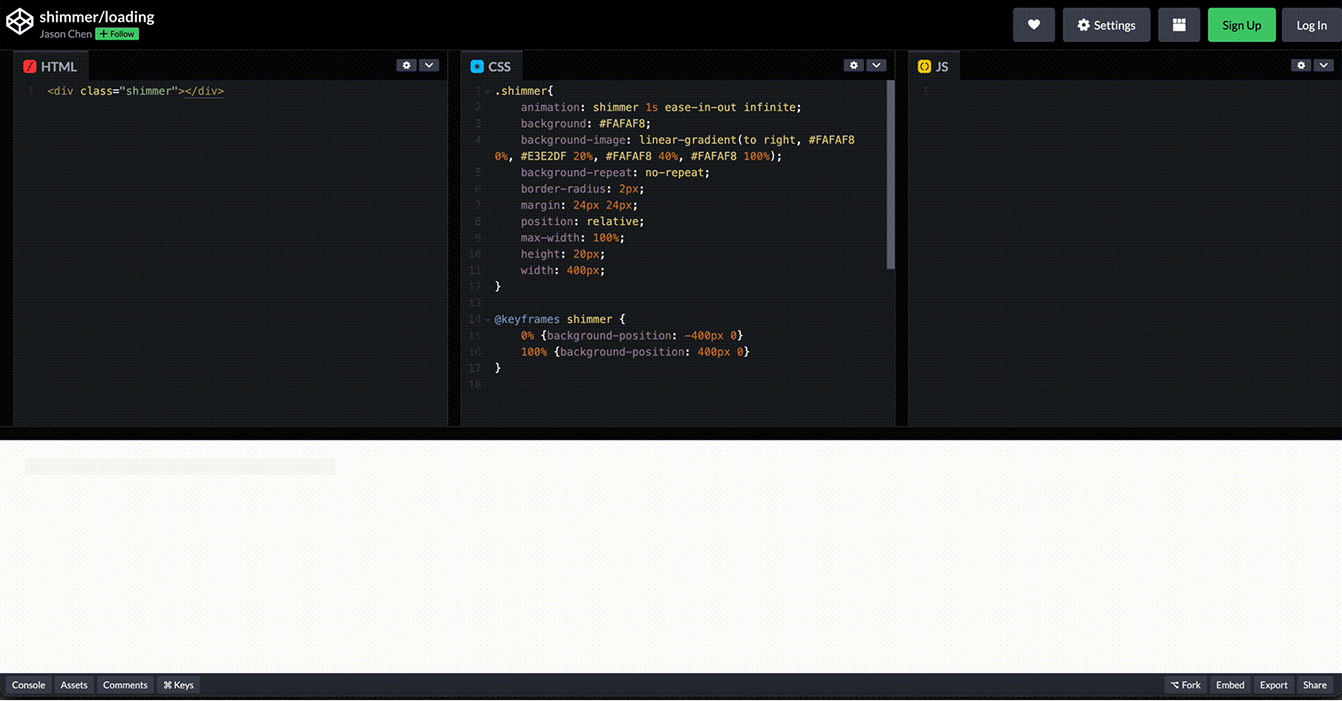 shimmer/loading
Jason Chen + Follow
Settings
Sign Up
Log In
HTML
1 <div class="shimmer"></div>
CSS
1 .shimmer{
2 animation: shimmer 1s ease-in-out infinite;
3 background: #FAFAF8;
4 background-image: linear-gradient(to right, #FAFAF8
0%, #E3E2DF 20%, #FAFAF8 40%, #FAFAF8 100%);
5 background-repeat: no-repeat;
6 border-radius: 2px;
7 margin: 24px 24px;
8 position: relative;
9 max-width: 100%;
10 height: 20px;
11 width: 400px;
12 }
13
14 @keyframes shimmer {
15 0% {background-position: -400px 0}
16 100% {background-position: 400px 0}
17 }
18
JS
1
Console Assets Comments ⌘ Keys
⌥ Fork Embed Export Share